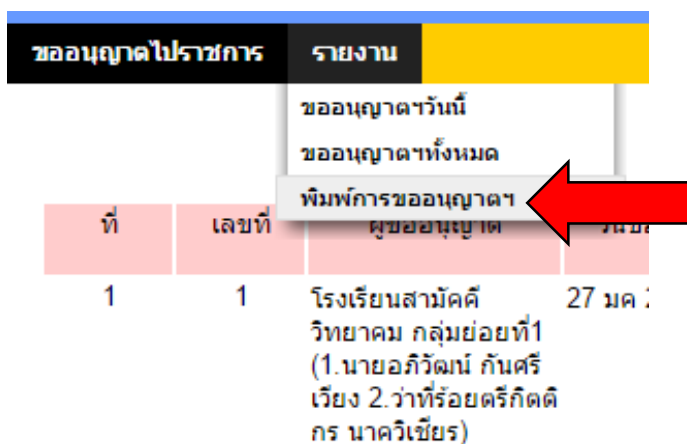 ขออนุญาตไปราชการ รายงาน
ขออนุญาตฯวันนี้
ขออนุญาตฯทั้งหมด
พิมพ์การขออนุญาตฯ
ที่ เลขที่ ผู้ขออนุญาต
1 1 โรงเรียนสามัคคี 27 มค
วิทยาคม กลุ่มย่อยที่1
(1.นายอภิวัฒน์ กันศรี
เวียง 2.ว่าที่ร้อยตรีกิตติ
กร นาควิเชียร)